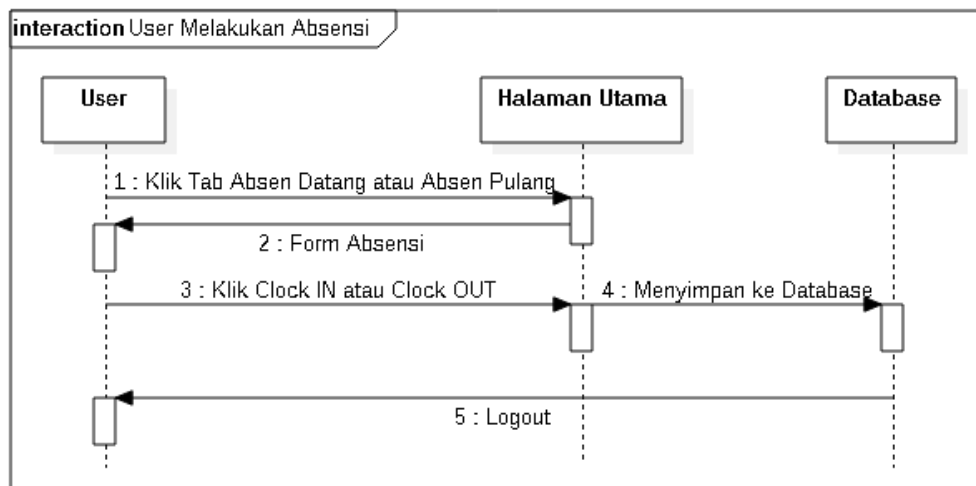 interaction User Melakukan Absensi
User
Halaman Utama
Database
1 : Klik Tab Absen Datang atau Absen Pulang
2 : Form Absensi
3 : Klik Clock IN atau Clock OUT
4 : Menyimpan ke Database
5 : Logout